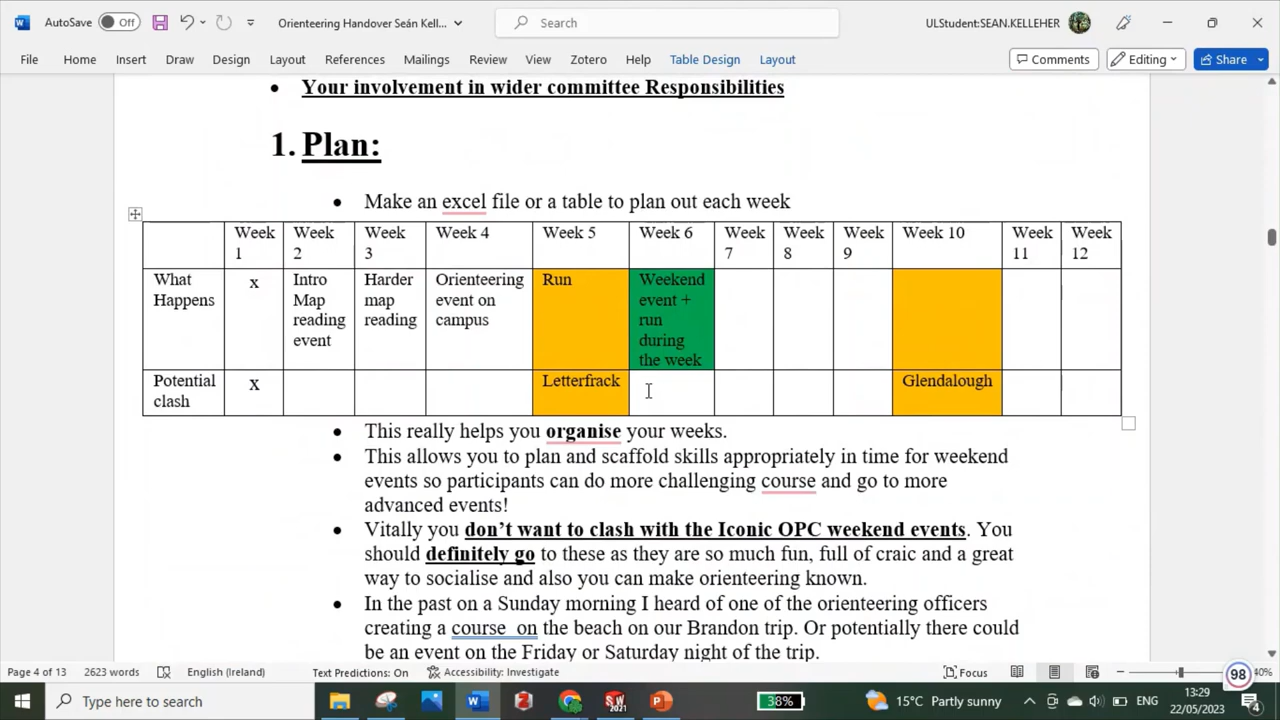 AutoSave Off Orienteering Handover Seán Kell... Search ULStudent:SEAN.KELLEHER
File Home Insert Draw Design Layout References Mailings Review View Zotero Help Table Design Layout Comments Editing Share
Your involvement in wider committee Responsibilities
1. Plan:
Make an excel file or a table to plan out each week
Week 1 Week 2 Week 3 Week 4 Week 5 Week 6 Week 7 Week 8 Week 9 Week 10 Week 11 Week 12
What Happens x Intro Map reading event Harder map reading Orienteering event on campus Run Weekend event + run during the week
Potential clash x Letterfrack Glendalough
This really helps you organise your weeks.
This allows you to plan and scaffold skills appropriately in time for weekend
events so participants can do more challenging course and go to more
advanced events!
Vitally you don’t want to clash with the Iconic OPC weekend events. You
should definitely go to these as they are so much fun, full of craic and a great
way to socialise and also you can make orienteering known.
In the past on a Sunday morning I heard of one of the orienteering officers
creating a course on the beach on our Brandon trip. Or potentially there could
be an event on the Friday or Saturday night of the trip.
Page 4 of 13 2623 words English (Ireland) Text Predictions: On Accessibility: Investigate Focus 98 40%
Type here to search 2021 38% 15°C Partly sunny ENG 13:29
22/05/2023 4